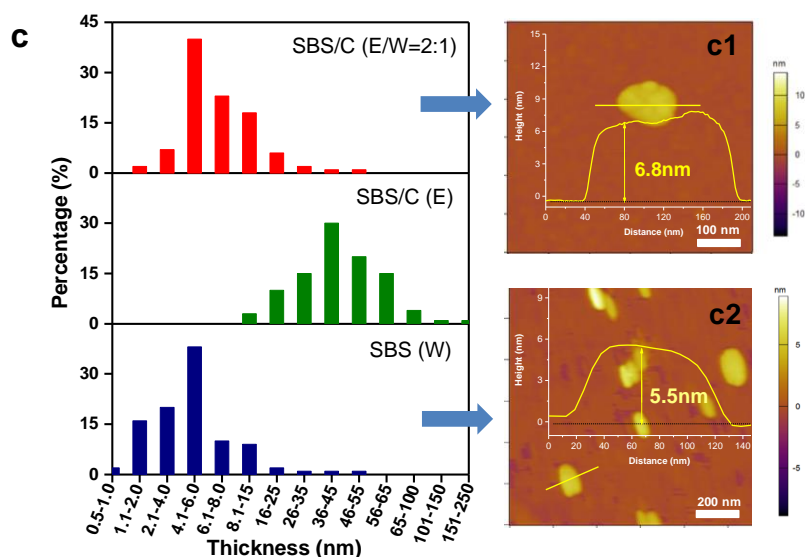 c
SBS/C (E/W=2:1)
45
30
15
0
SBS/C (E)
30
15
0
SBS (W)
30
15
0
Percentage (%)
0.5-1.0
1.1-2.0
2.1-4.0
4.1-6.0
6.1-8.0
8.1-15
16-25
26-35
36-45
46-55
56-65
65-100
101-150
151-250
Thickness (nm)
c1
15
12
9
6
3
0
Height (nm)
6.8nm
0 40 80 120 160 200
Distance (nm)
100 nm
nm
10
5
0
-5
-10
c2
9
6
3
0
Height (nm)
5.5nm
0 20 40 60 80 100 120 140
Distance (nm)
200 nm
nm
5
0
-5